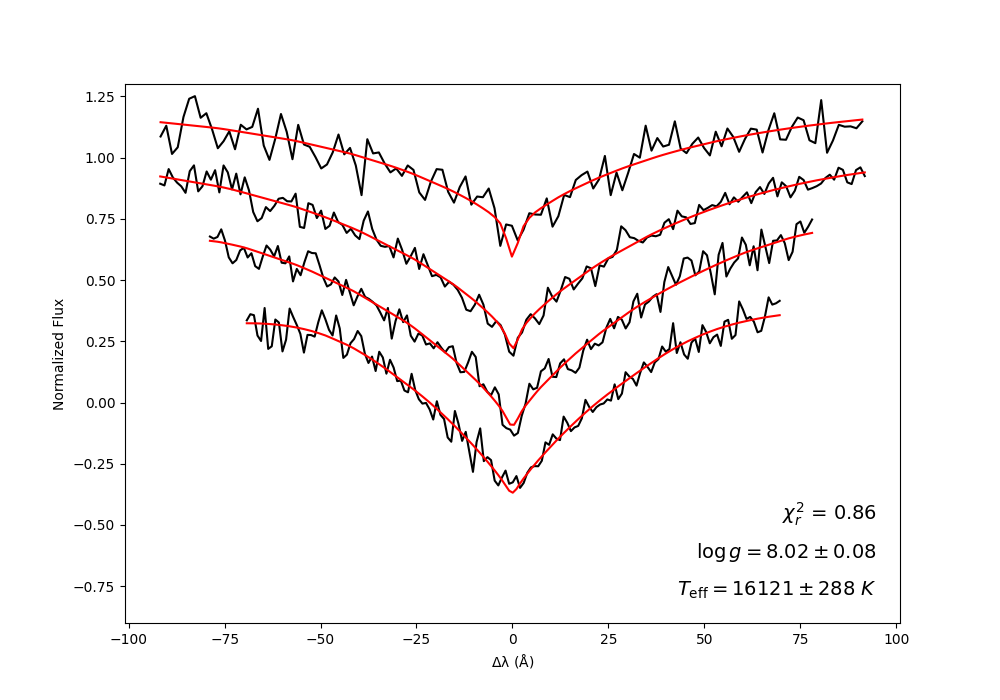 1.25
1.00
0.75
0.50
0.25
0.00
−0.25
−0.50
−0.75
Normalized Flux
χ²ᵣ = 0.86
log g = 8.02 ± 0.08
T_eff = 16121 ± 288 K
−100 −75 −50 −25 0 25 50 75 100
Δλ (Å)